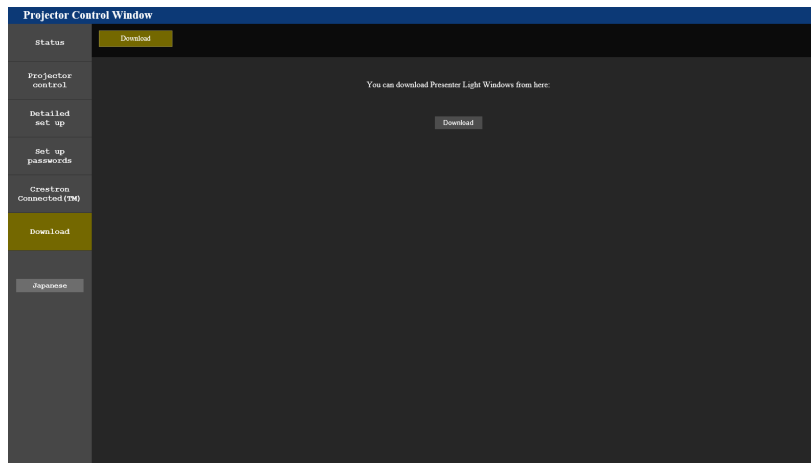 Projector Control Window
Status
Download
Projector
control
You can download Presenter Light Windows from here:
Detailed
set up
Download
Set up
passwords
Crestron
Connected(TM)
Download
Japanese